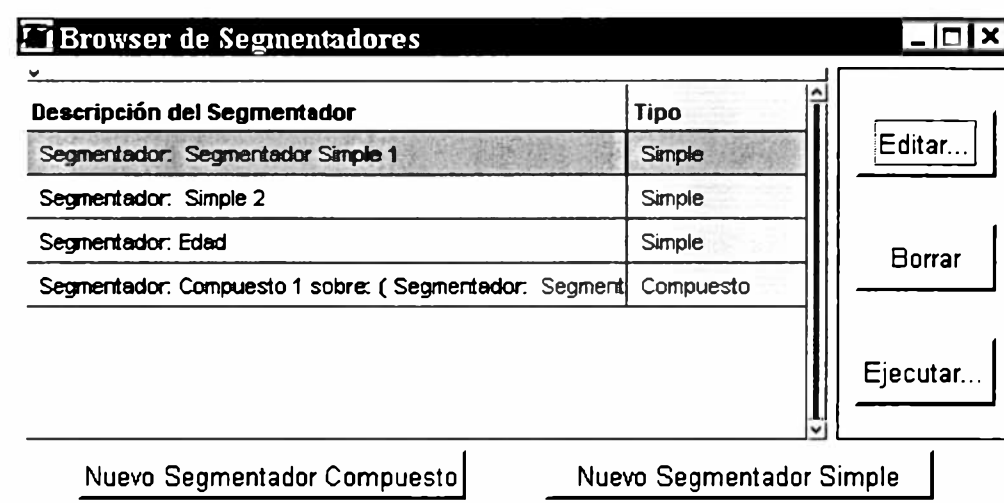 Browser de Segmentadores
Descripción del Segmentador Tipo
Segmentador: Segmentador Simple 1 Simple
Segmentador: Simple 2 Simple
Segmentador: Edad Simple
Segmentador: Compuesto 1 sobre: ( Segmentador: Segment Compuesto
Editar...
Borrar
Ejecutar...
Nuevo Segmentador Compuesto Nuevo Segmentador Simple